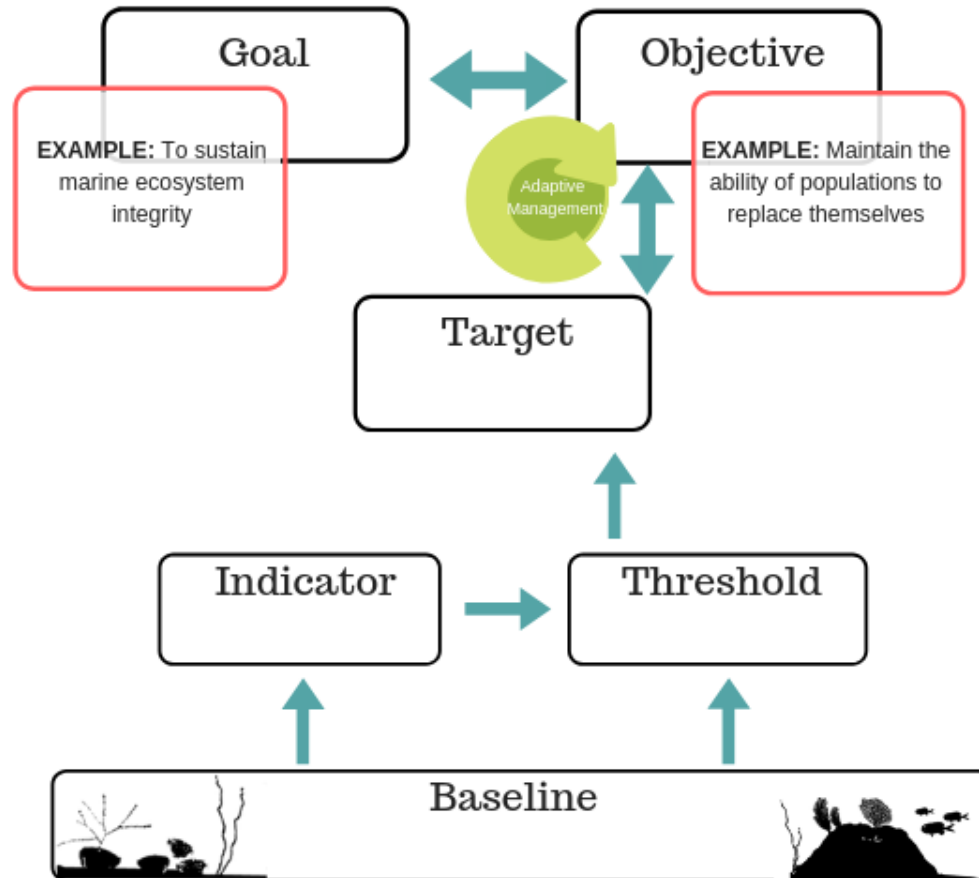 Goal
Objective
EXAMPLE: To sustain
marine ecosystem
integrity
EXAMPLE: Maintain the
ability of populations to
replace themselves
Adaptive
Management
Target
Indicator
Threshold
Baseline